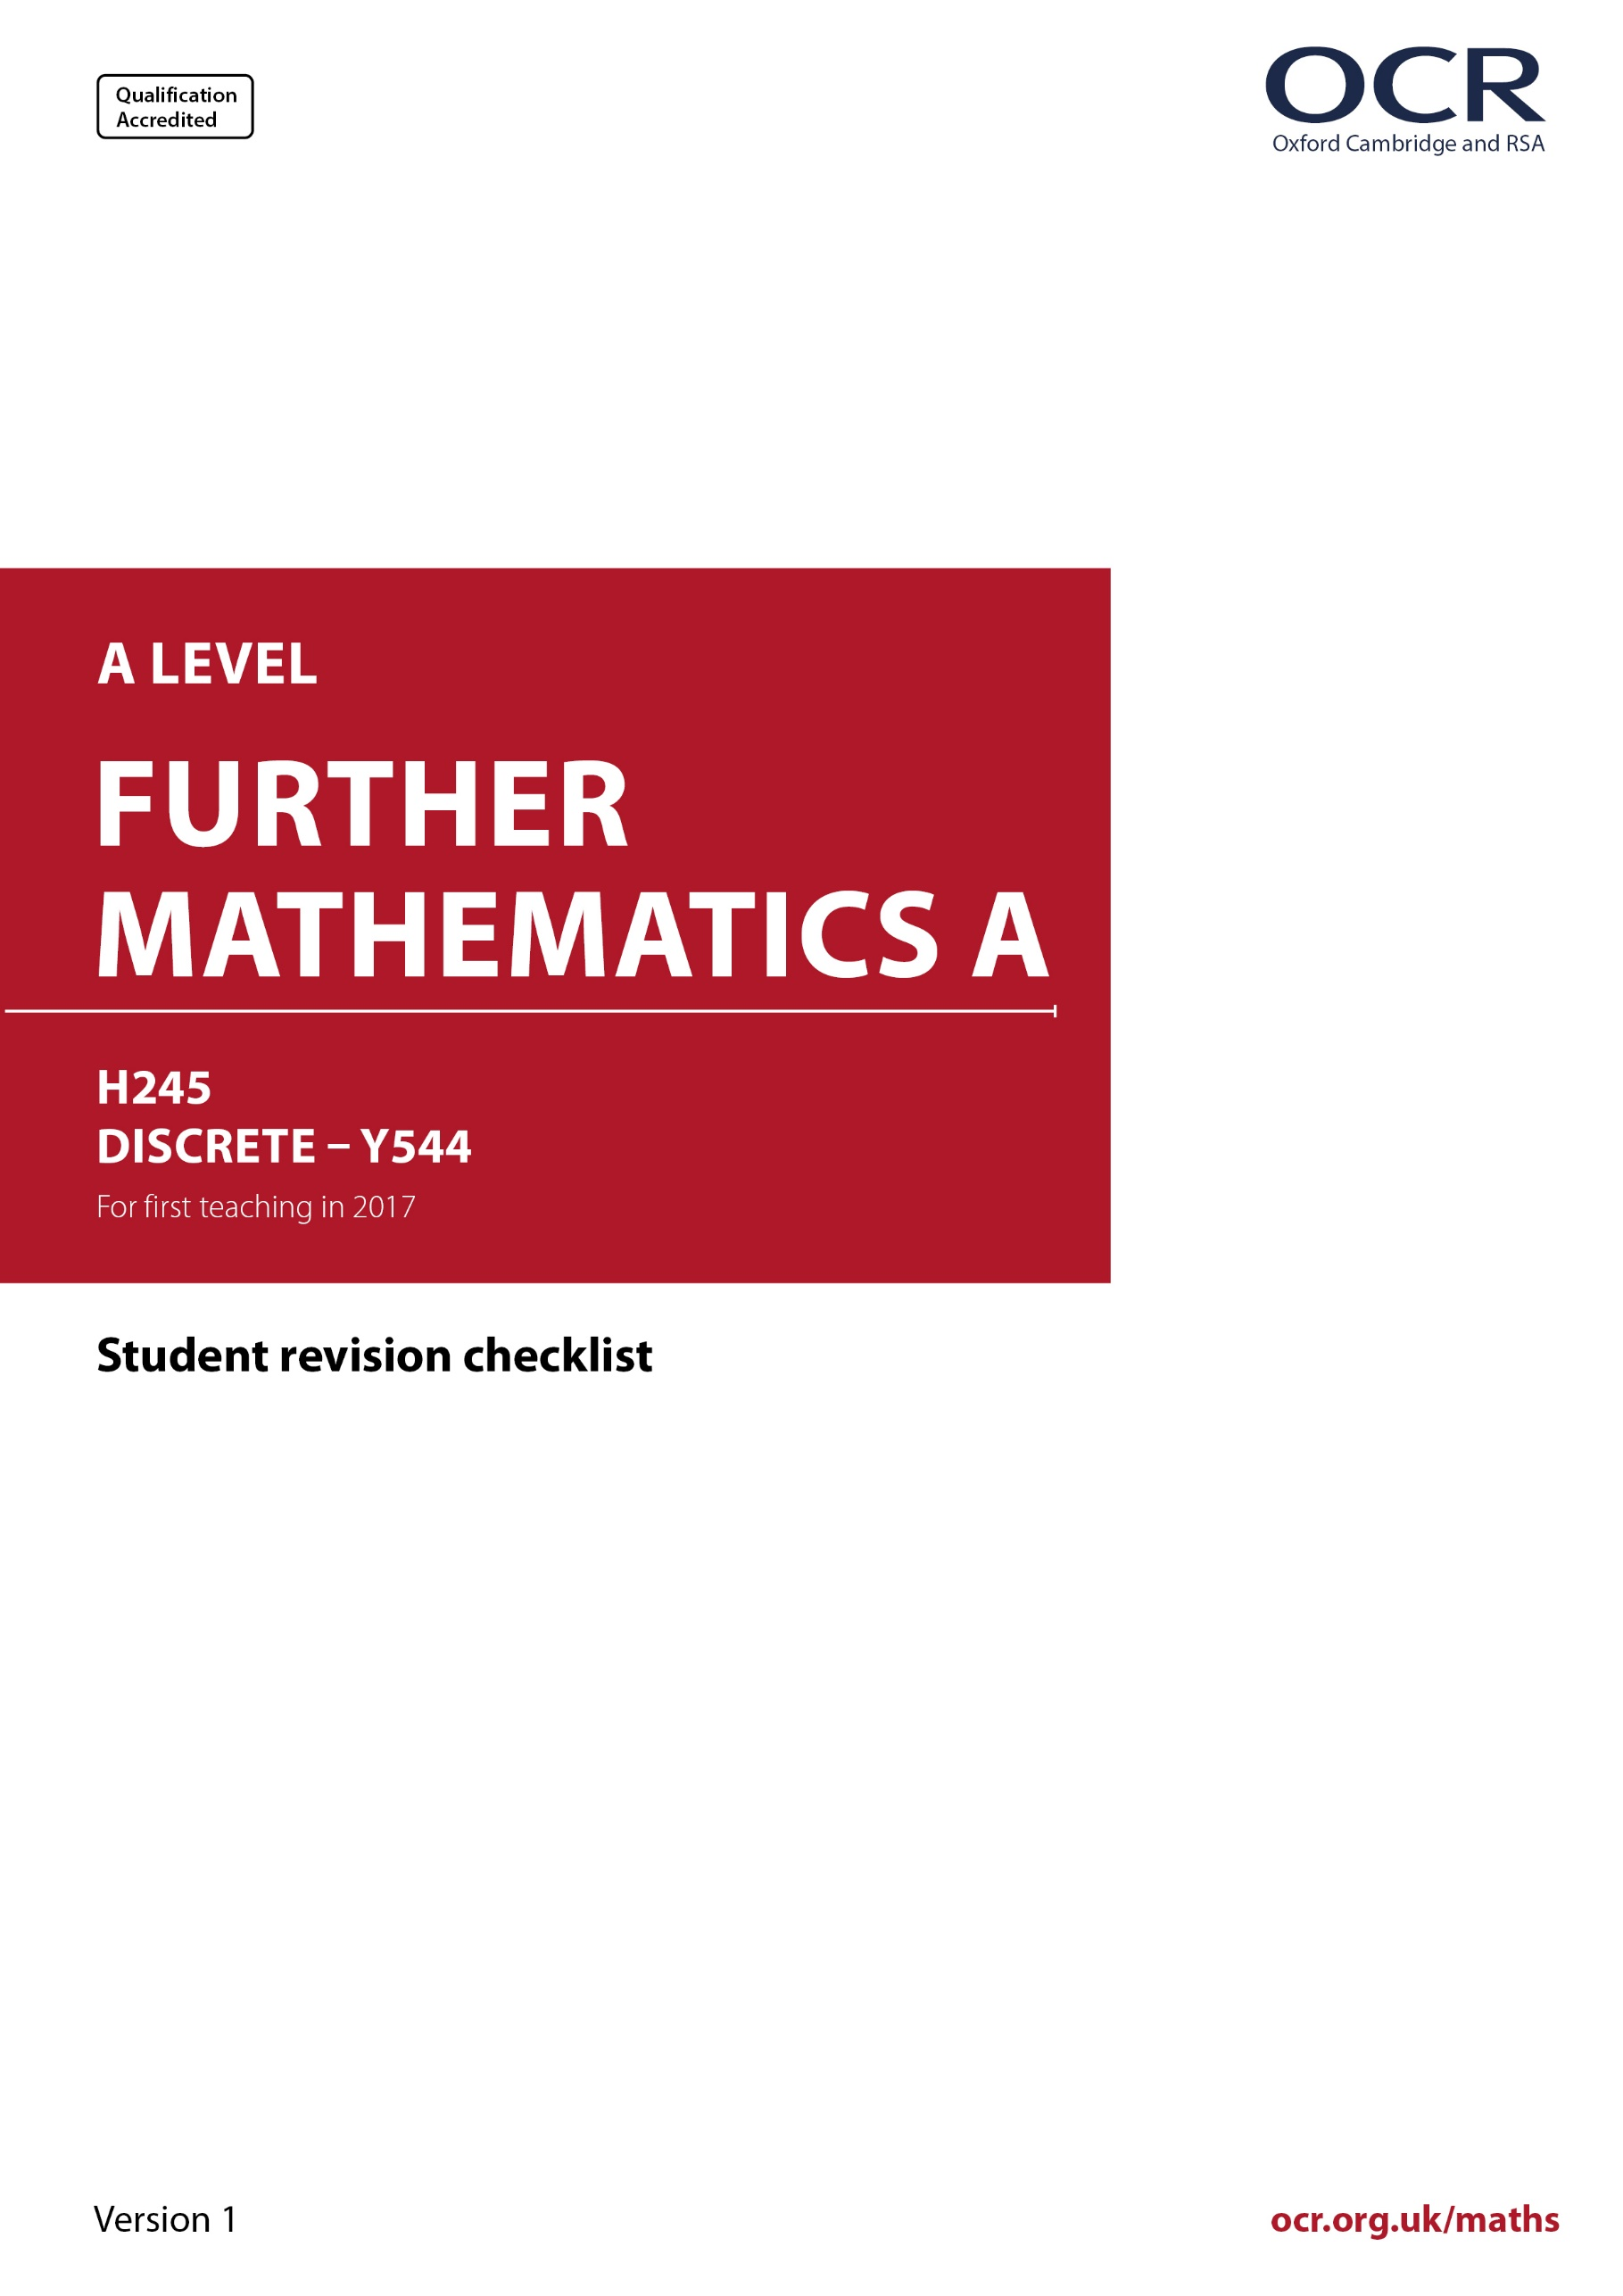 Qualification
Accredited
OCR
Oxford Cambridge and RSA
A LEVEL
FURTHER
MATHEMATICS A
H245
DISCRETE – Y544
For first teaching in 2017
Student revision checklist
Version 1
ocr.org.uk/maths